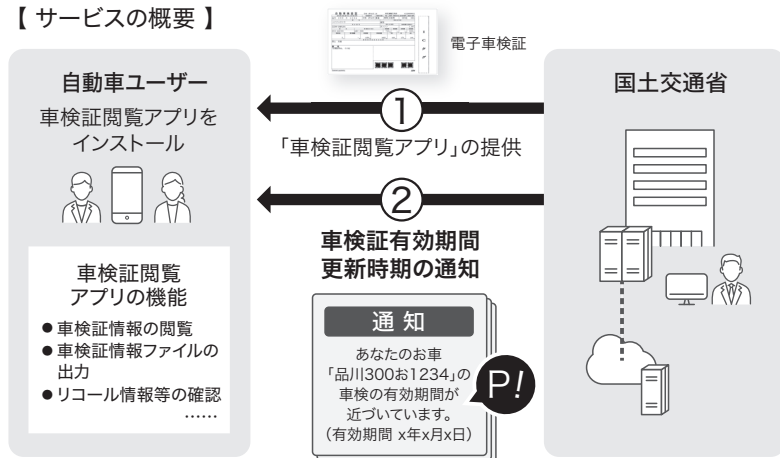 【 サービスの概要 】
電子車検証
自動車ユーザー
車検証閲覧アプリを
インストール
車検証閲覧
アプリの機能
●車検証情報の閲覧
●車検証情報ファイルの
出力
●リコール情報等の確認
……
①
「車検証閲覧アプリ」の提供
②
車検証有効期間
更新時期の通知
通 知
あなたのお車
「品川300お1234」の
車検の有効期間が
近づいています。
(有効期間 x年x月x日)
P!
国土交通省